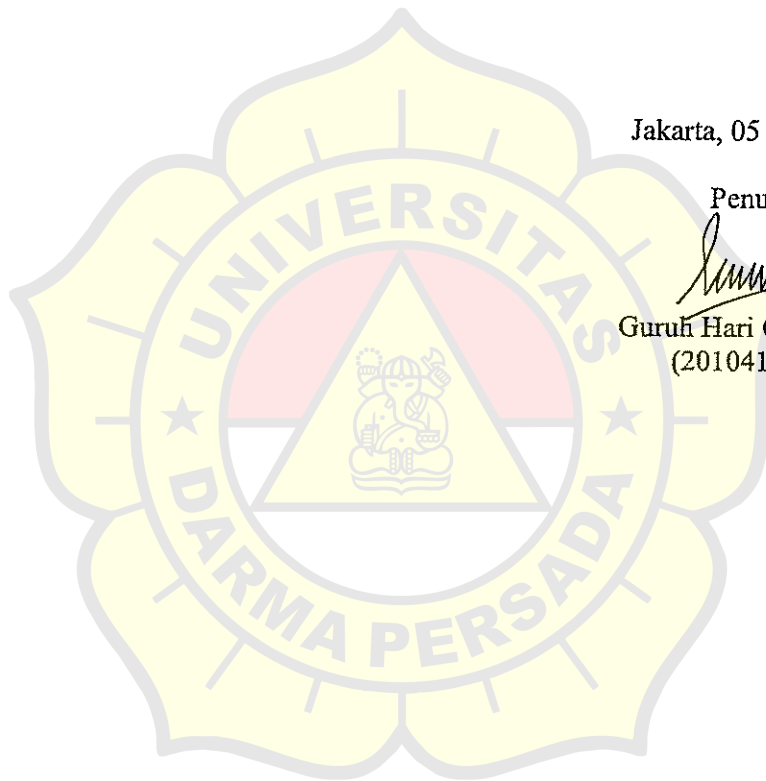 Jakarta, 05
Penu
Guruh Hari
(201041
UNIVERSITAS
DARMA PERSADA